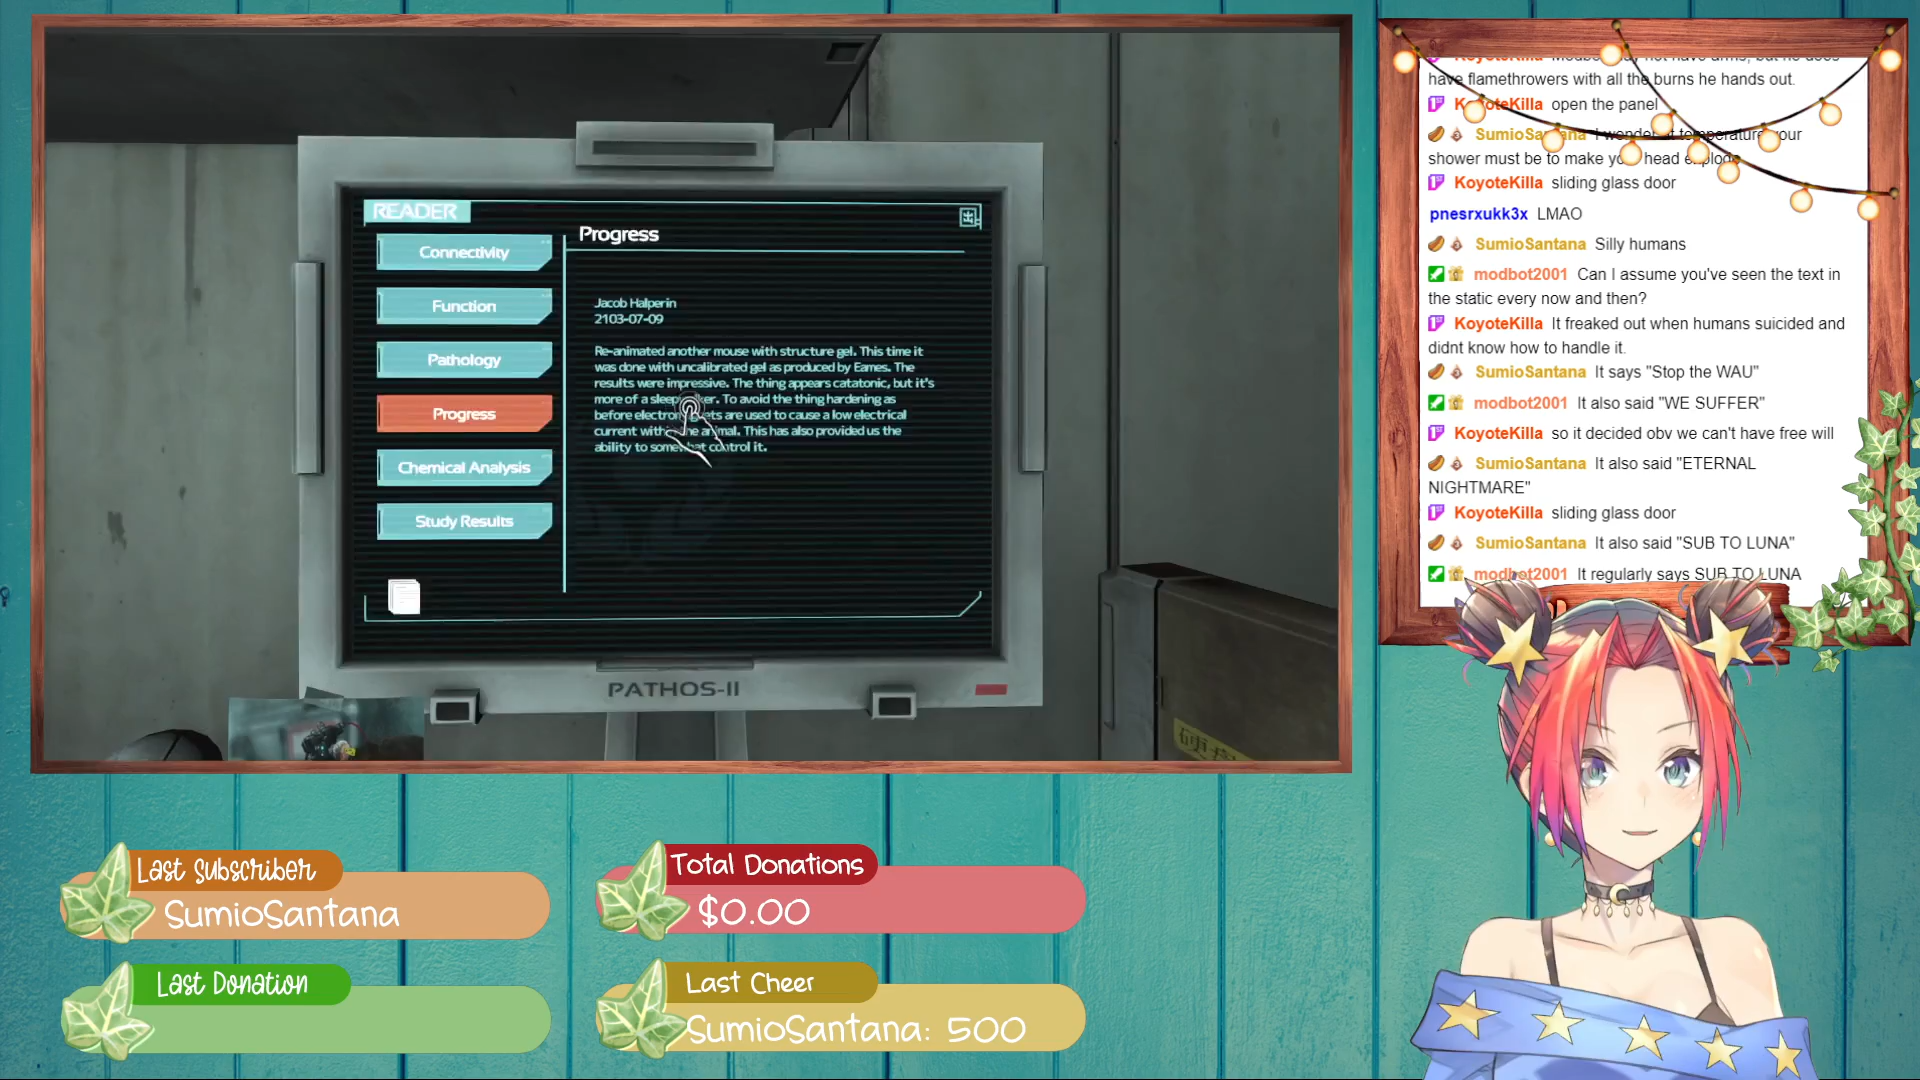 READER
Connectivity
Function
Pathology
Progress
Chemical Analysis
Study Results
Progress
Jacob Halperin
2103-07-09
Re-animated another mouse with structure gel. This time it
was done with uncalibrated gel as produced by Eames. The
results were impressive. The thing appears catatonic, but it's
more of a To avoid the thing hardening as
before are used to cause a low electrical
current This has also provided us the
ability to control it.
PATHOS-II
have flamethrowers with all the burns he hands out.
KoyoteKilla open the panel
SumioSantana I wonder temperature your
shower must be to make head
KoyoteKilla sliding glass door
pnesrxukk3x LMAO
SumioSantana Silly humans
modbot2001 Can I assume you've seen the text in
the static every now and then?
KoyoteKilla It freaked out when humans suicided and
didnt know how to handle it.
SumioSantana It says "Stop the WAU"
modbot2001 It also said "WE SUFFER"
KoyoteKilla so it decided obv we can't have free will
SumioSantana It also said "ETERNAL
NIGHTMARE"
KoyoteKilla sliding glass door
SumioSantana It also said "SUB TO LUNA"
modbot2001 It regularly says SUB TO LUNA
Last Subscriber
SumioSantana
Total Donations
$0.00
Last Donation
Last Cheer
SumioSantana: 500